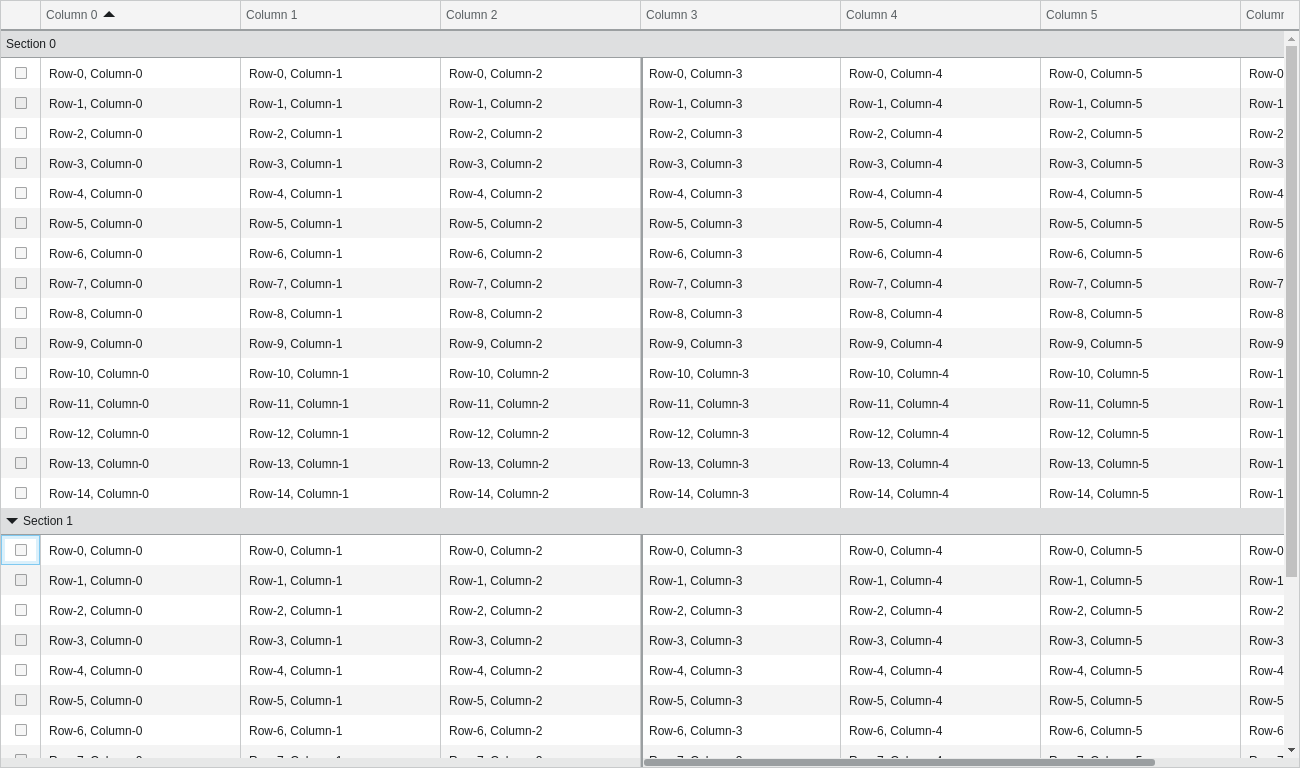 Column 0 Column 1 Column 2 Column 3 Column 4 Column 5 Colum
Section 0
Row-0, Column-0 Row-0, Column-1 Row-0, Column-2 Row-0, Column-3 Row-0, Column-4 Row-0, Column-5 Row-0
Row-1, Column-0 Row-1, Column-1 Row-1, Column-2 Row-1, Column-3 Row-1, Column-4 Row-1, Column-5 Row-1
Row-2, Column-0 Row-2, Column-1 Row-2, Column-2 Row-2, Column-3 Row-2, Column-4 Row-2, Column-5 Row-2
Row-3, Column-0 Row-3, Column-1 Row-3, Column-2 Row-3, Column-3 Row-3, Column-4 Row-3, Column-5 Row-3
Row-4, Column-0 Row-4, Column-1 Row-4, Column-2 Row-4, Column-3 Row-4, Column-4 Row-4, Column-5 Row-4
Row-5, Column-0 Row-5, Column-1 Row-5, Column-2 Row-5, Column-3 Row-5, Column-4 Row-5, Column-5 Row-5
Row-6, Column-0 Row-6, Column-1 Row-6, Column-2 Row-6, Column-3 Row-6, Column-4 Row-6, Column-5 Row-6
Row-7, Column-0 Row-7, Column-1 Row-7, Column-2 Row-7, Column-3 Row-7, Column-4 Row-7, Column-5 Row-7
Row-8, Column-0 Row-8, Column-1 Row-8, Column-2 Row-8, Column-3 Row-8, Column-4 Row-8, Column-5 Row-8
Row-9, Column-0 Row-9, Column-1 Row-9, Column-2 Row-9, Column-3 Row-9, Column-4 Row-9, Column-5 Row-9
Row-10, Column-0 Row-10, Column-1 Row-10, Column-2 Row-10, Column-3 Row-10, Column-4 Row-10, Column-5 Row-1
Row-11, Column-0 Row-11, Column-1 Row-11, Column-2 Row-11, Column-3 Row-11, Column-4 Row-11, Column-5 Row-1
Row-12, Column-0 Row-12, Column-1 Row-12, Column-2 Row-12, Column-3 Row-12, Column-4 Row-12, Column-5 Row-1
Row-13, Column-0 Row-13, Column-1 Row-13, Column-2 Row-13, Column-3 Row-13, Column-4 Row-13, Column-5 Row-1
Row-14, Column-0 Row-14, Column-1 Row-14, Column-2 Row-14, Column-3 Row-14, Column-4 Row-14, Column-5 Row-1
Section 1
Row-0, Column-0 Row-0, Column-1 Row-0, Column-2 Row-0, Column-3 Row-0, Column-4 Row-0, Column-5 Row-0
Row-1, Column-0 Row-1, Column-1 Row-1, Column-2 Row-1, Column-3 Row-1, Column-4 Row-1, Column-5 Row-1
Row-2, Column-0 Row-2, Column-1 Row-2, Column-2 Row-2, Column-3 Row-2, Column-4 Row-2, Column-5 Row-2
Row-3, Column-0 Row-3, Column-1 Row-3, Column-2 Row-3, Column-3 Row-3, Column-4 Row-3, Column-5 Row-3
Row-4, Column-0 Row-4, Column-1 Row-4, Column-2 Row-4, Column-3 Row-4, Column-4 Row-4, Column-5 Row-4
Row-5, Column-0 Row-5, Column-1 Row-5, Column-2 Row-5, Column-3 Row-5, Column-4 Row-5, Column-5 Row-5
Row-6, Column-0 Row-6, Column-1 Row-6, Column-2 Row-6, Column-3 Row-6, Column-4 Row-6, Column-5 Row-6